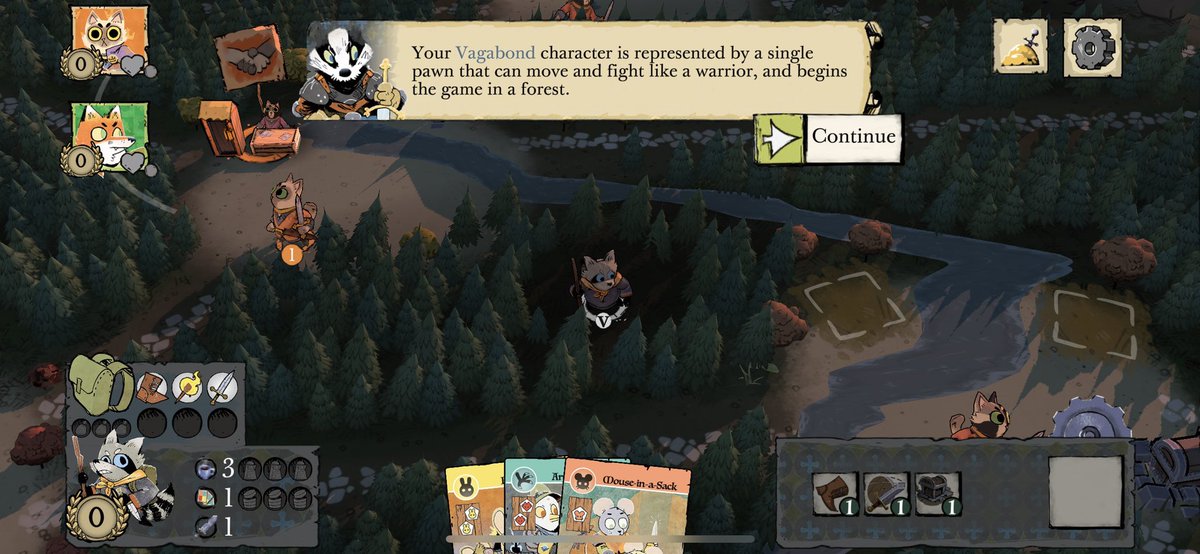 0
0
Your Vagabond character is represented by a single
pawn that can move and fight like a warrior, and begins
the game in a forest.
Continue
1
V
3
1
1
0
Mouse-in-a-Sack
1
1
1